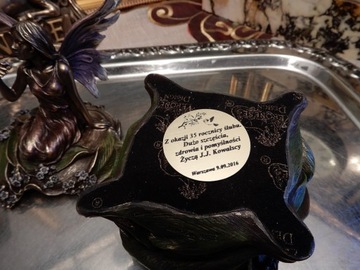 Z okazji 35 rocznicy ślubu
Dużo szczęścia,
zdrowia i pomyślności
Życzą J.J. Kowalscy
Warszawa 9.09.2016